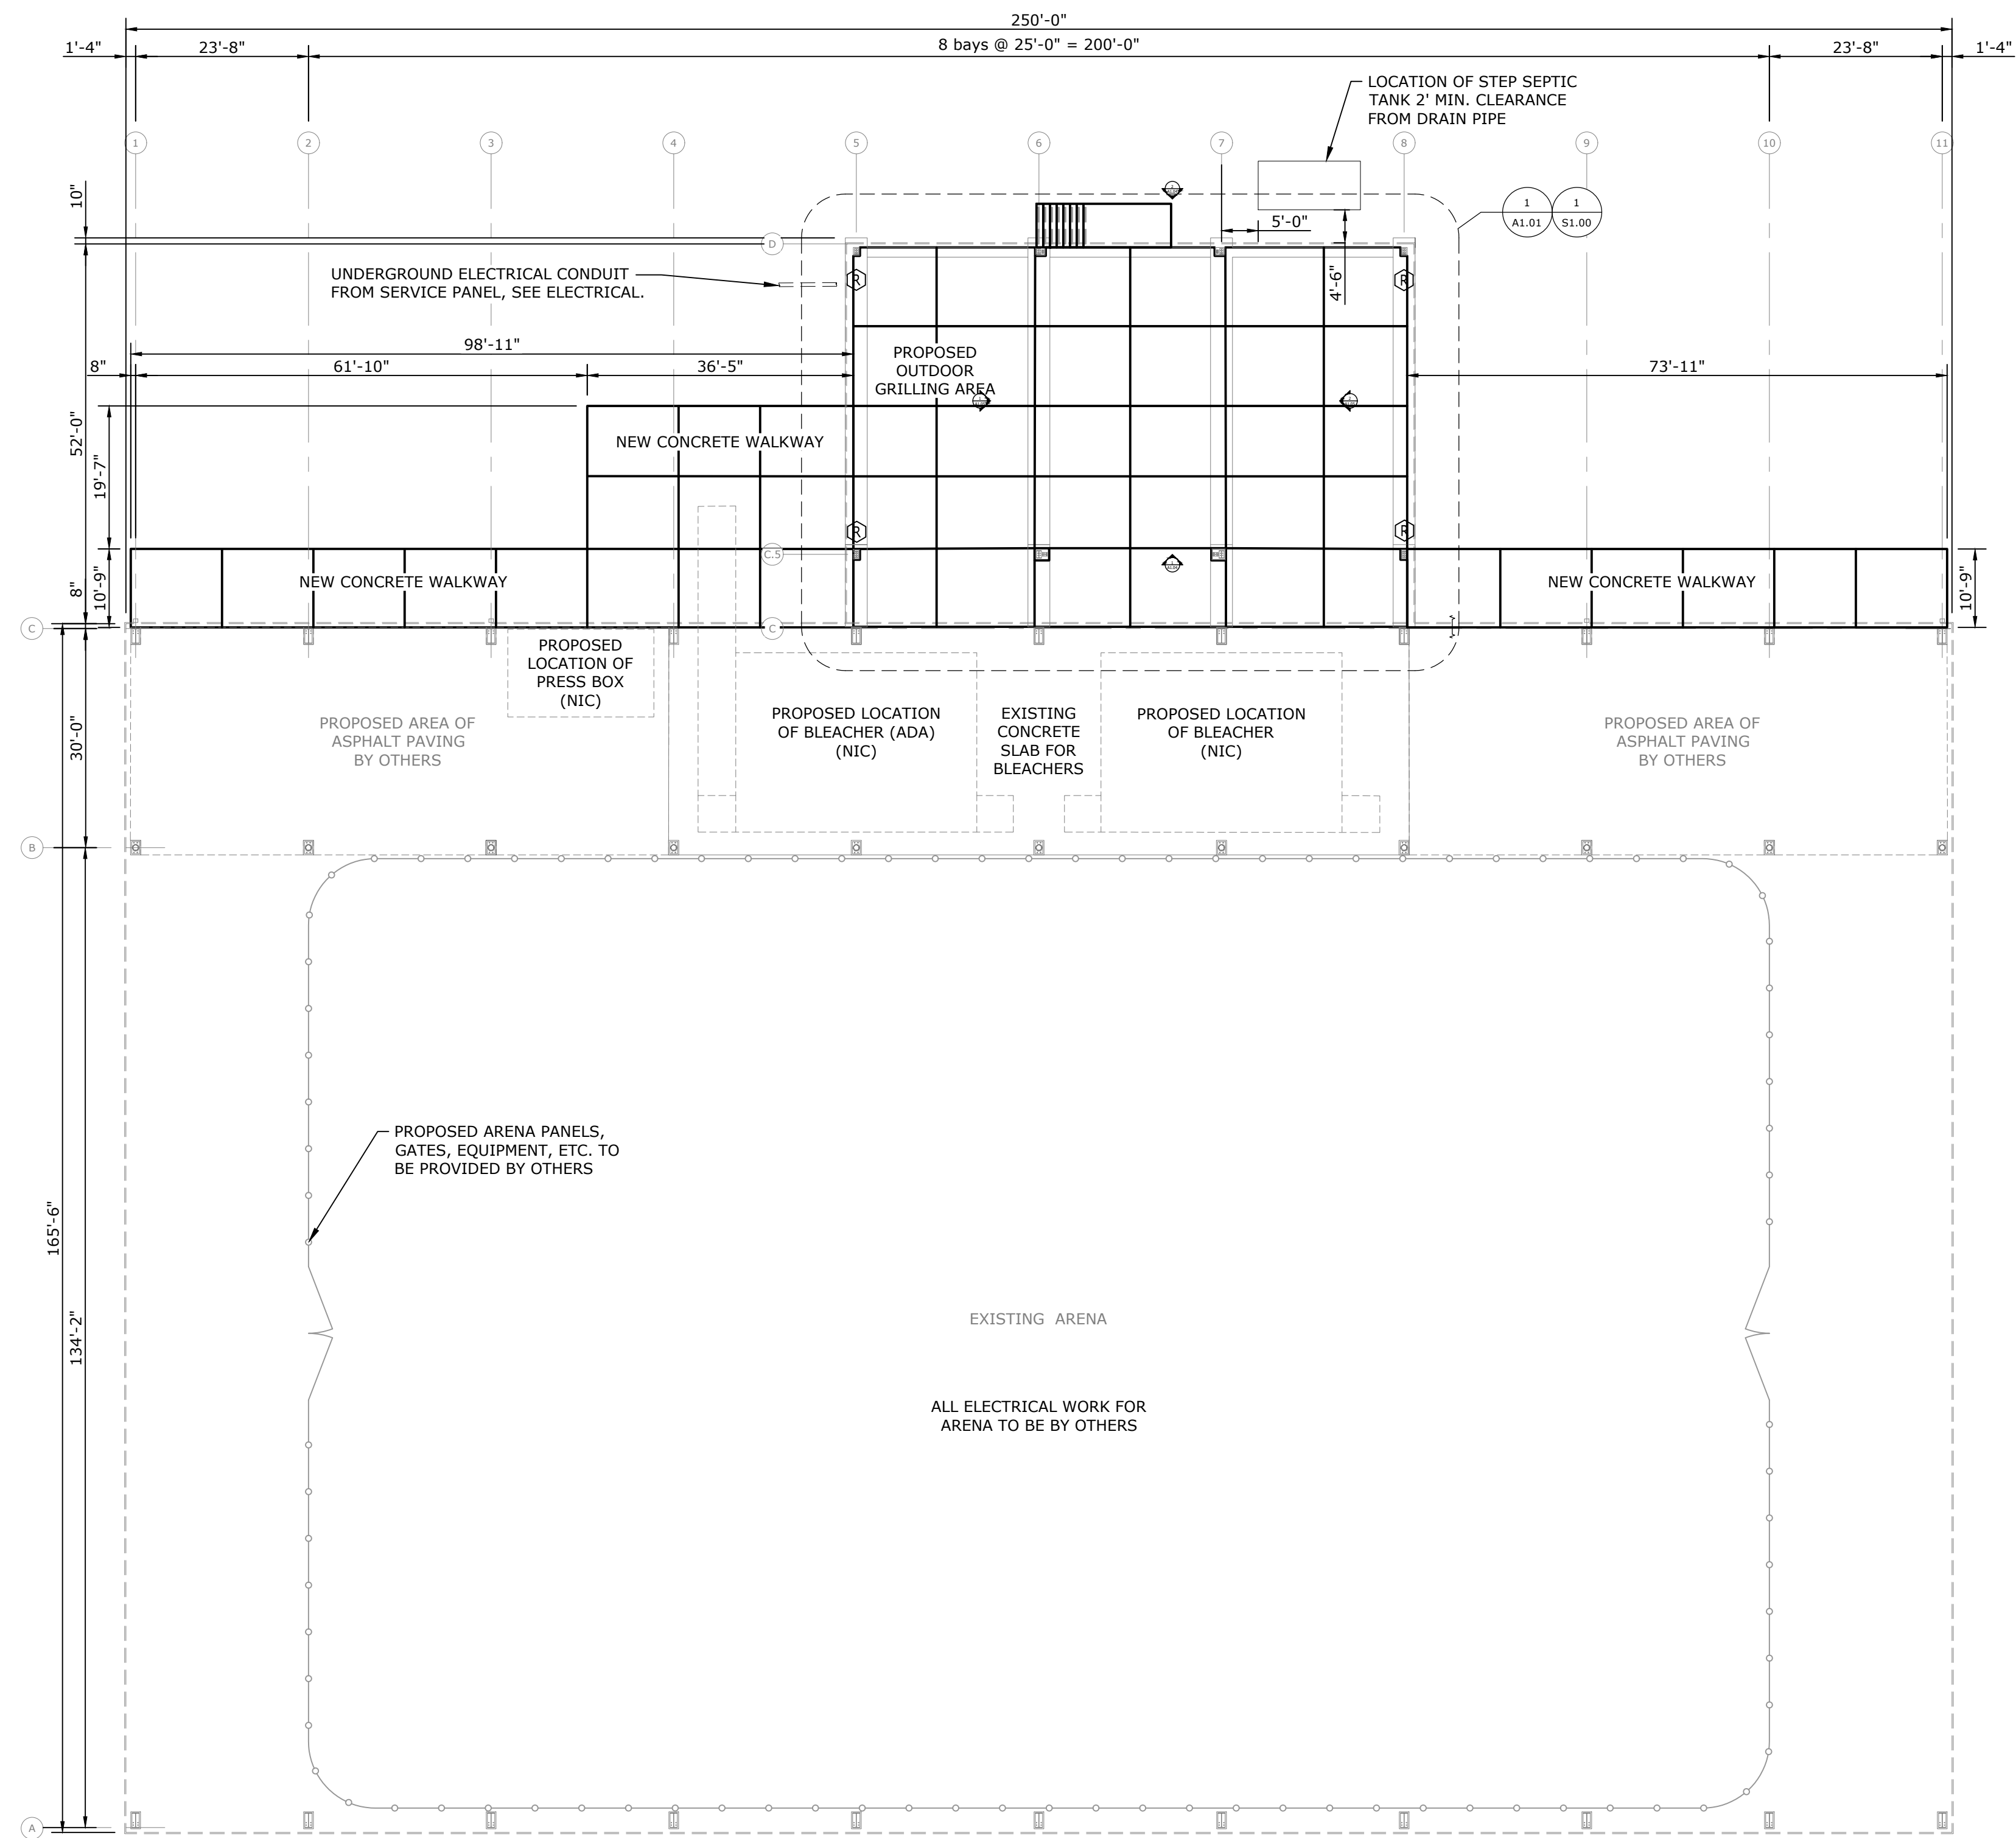 250'-0"
1'-4"
23'-8"
8 bays @ 25'-0" = 200'-0"
23'-8"
1'-4"
LOCATION OF STEP SEPTIC
TANK 2' MIN. CLEARANCE
FROM DRAIN PIPE
1
2
3
4
5
6
7
8
9
10
11
10"
1
A1.01
1
S1.00
5'-0"
D
UNDERGROUND ELECTRICAL CONDUIT
FROM SERVICE PANEL, SEE ELECTRICAL.
R
R
4'-6"
98'-11"
PROPOSED
OUTDOOR
GRILLING AREA
8"
61'-10"
36'-5"
73'-11"
52'-0"
19'-7"
NEW CONCRETE WALKWAY
R
R
C.5
8"
10'-9"
NEW CONCRETE WALKWAY
NEW CONCRETE WALKWAY
10'-9"
C
C
PROPOSED
LOCATION OF
PRESS BOX
(NIC)
30'-0"
PROPOSED AREA OF
ASPHALT PAVING
BY OTHERS
PROPOSED LOCATION
OF BLEACHER (ADA)
(NIC)
EXISTING
CONCRETE
SLAB FOR
BLEACHERS
PROPOSED LOCATION
OF BLEACHER
(NIC)
PROPOSED AREA OF
ASPHALT PAVING
BY OTHERS
B
PROPOSED ARENA PANELS,
GATES, EQUIPMENT, ETC. TO
BE PROVIDED BY OTHERS
165'-6"
134'-2"
EXISTING ARENA
ALL ELECTRICAL WORK FOR
ARENA TO BE BY OTHERS
A